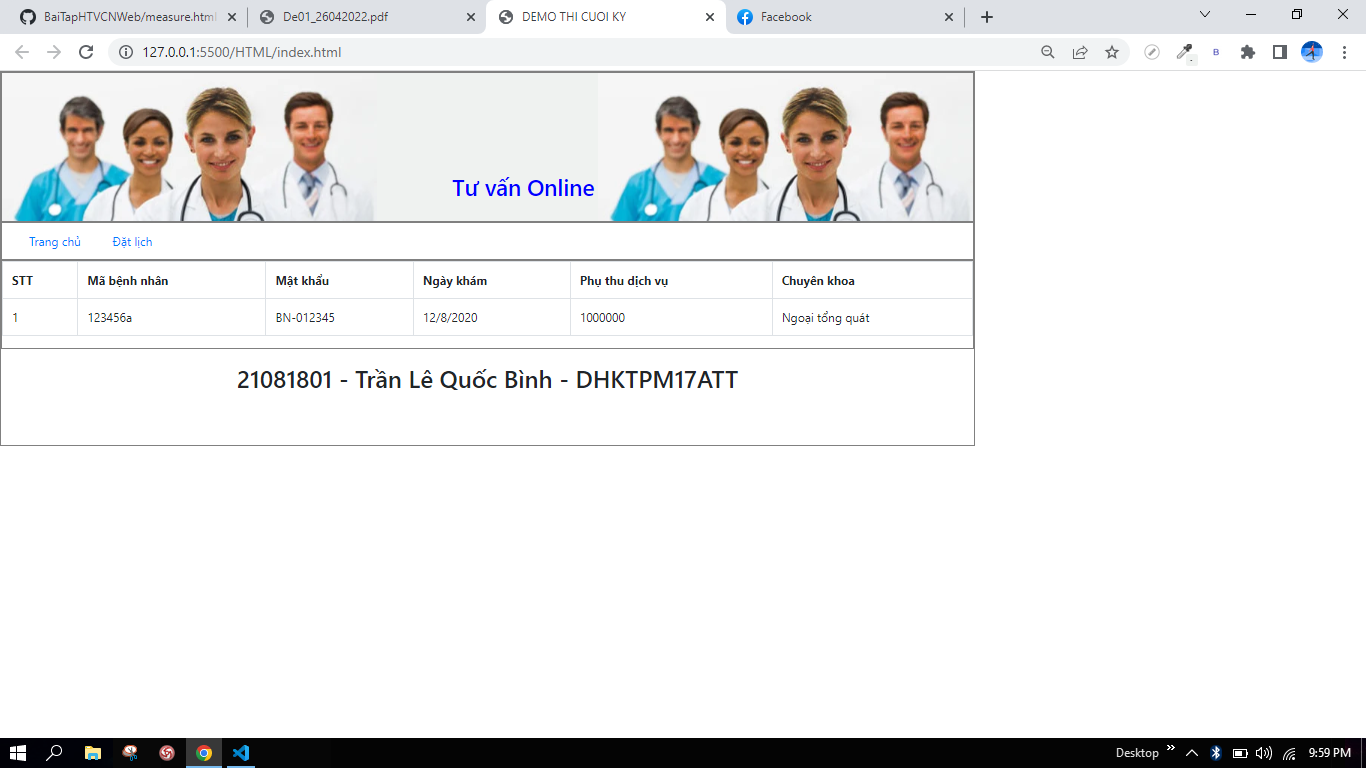 BaiTapHTVCNWeb/measure.html
De01_26042022.pdf
DEMO THI CUOI KY
Facebook
127.0.0.1:5500/HTML/index.html
Tư vấn Online
Trang chủ Đặt lịch
STT Mã bệnh nhân Mật khẩu Ngày khám Phụ thu dịch vụ Chuyên khoa
1 123456a BN-012345 12/8/2020 1000000 Ngoại tổng quát
21081801 - Trần Lê Quốc Bình - DHKTPM17ATT
Desktop 9:59 PM